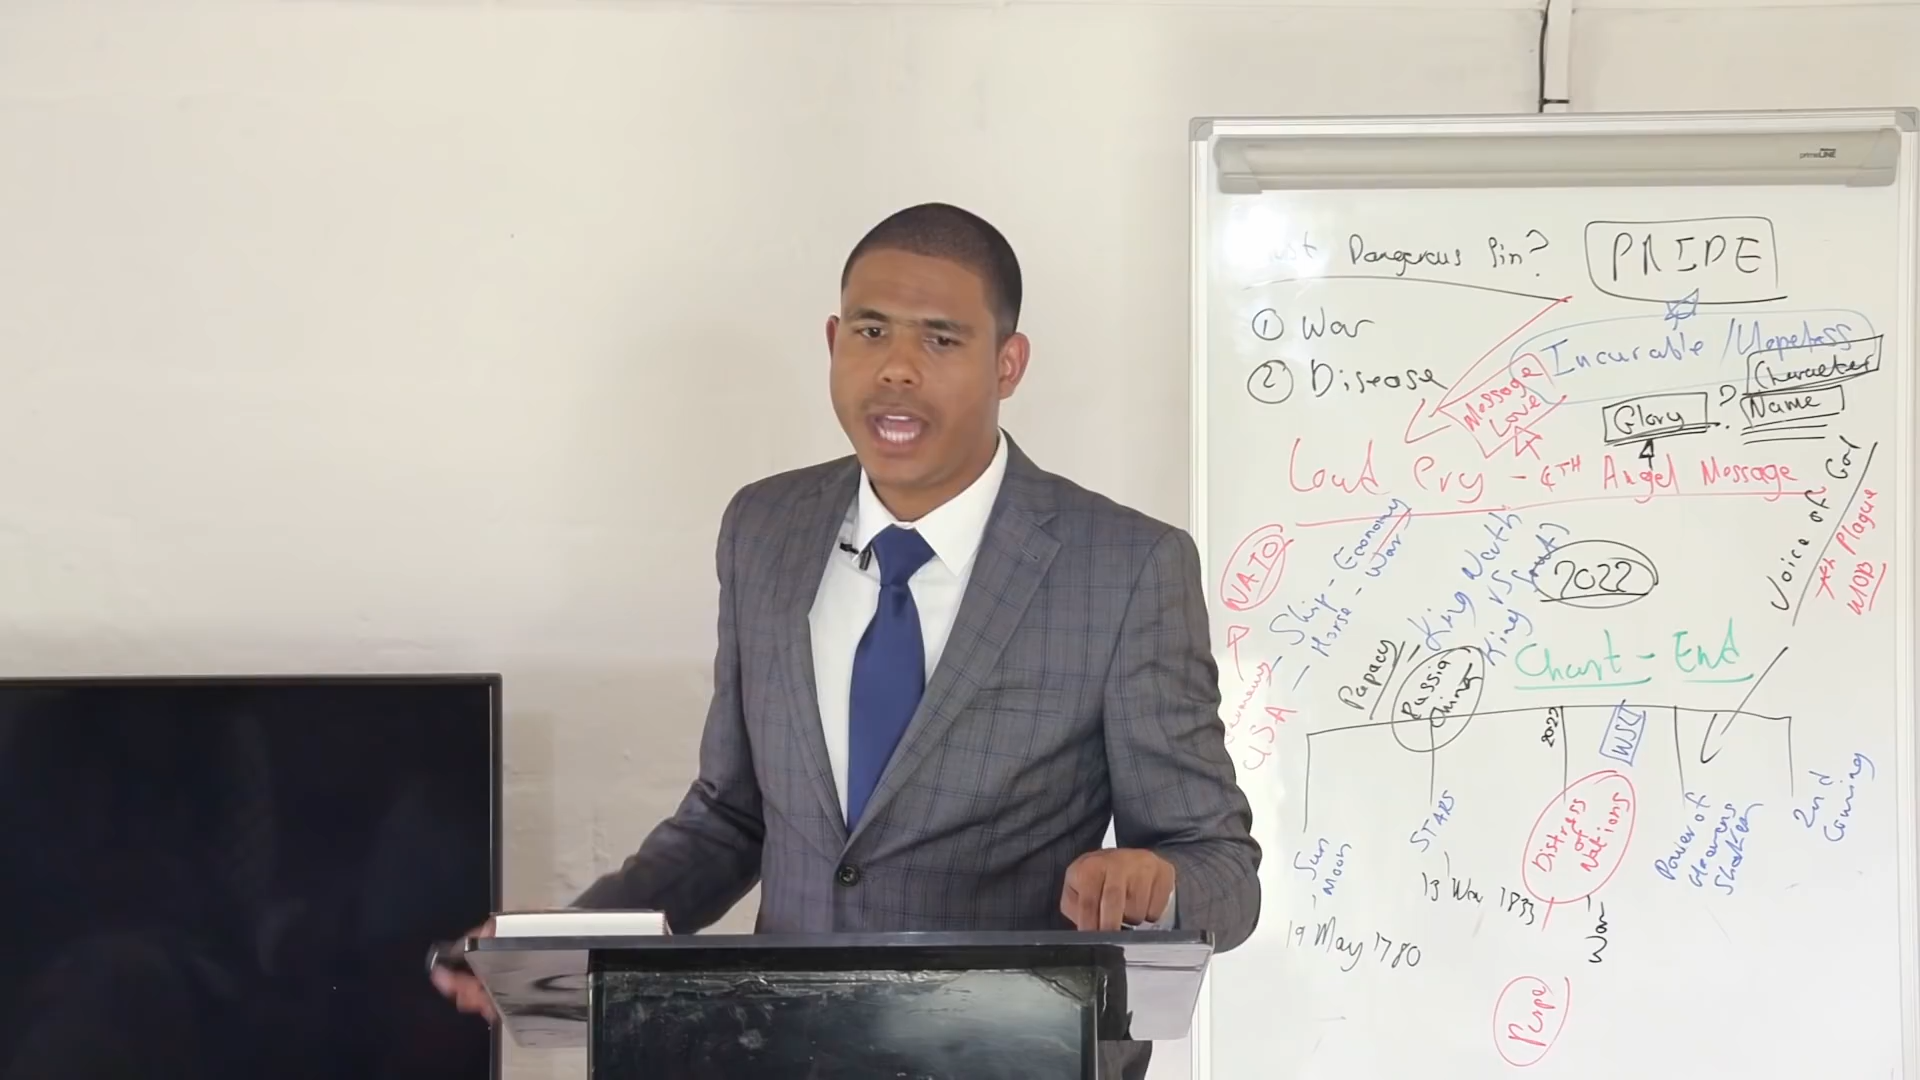 primeLINE
Dangerous Sin?
PRIDE
① War
② Disease
Incurable / Hopeless
Character
Message
Love
Glory ? Name
Loud Cry - 4TH Angel Message
Voice of God
7th Plague
NATO
Ship - Economy
Horse - War
King North
vs
King South
2022
Papacy
Russia
China
Chart - End
USA
2022
WSL
Sun
Moon
19 May 1780
STARS
13 Nov 1833
Distress
of
Nations
War
Power of
Heavens
Shaken
2nd
Coming